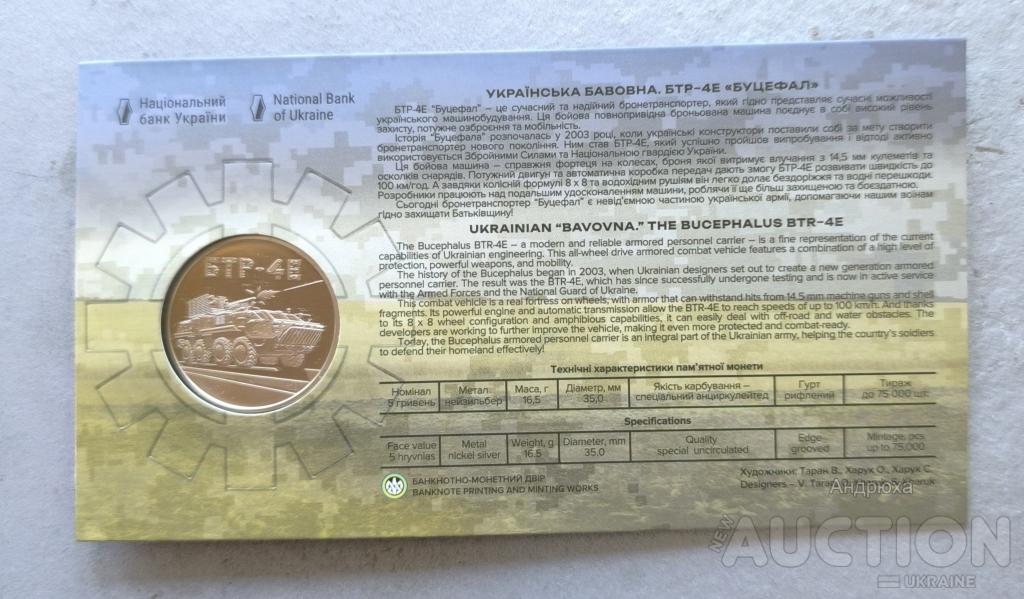 Національний
банк України
National Bank
of Ukraine
УКРАЇНСЬКА БАВОВНА. БТР-4Е «БУЦЕФАЛ»
БТР-4Е "Буцефал" – це сучасний та надійний бронетранспортер, який гідно представляє сучасні можливості
українського машинобудування. Ця бойова повнопривідна броньована машина поєднує в собі високий рівень
захисту, потужне озброєння та мобільність.
Історія "Буцефала" розпочалась у 2003 році, коли українські конструктори поставили собі за мету створити
бронетранспортер нового покоління. Ним став БТР-4Е, який успішно пройшов випробування і відтоді активно
використовується Збройними Силами та Національною гвардією України.
Ця бойова машина – справжня фортеця на колесах, броня якої витримує влучання з 14,5 мм кулеметів та
осколків снарядів. Потужний двигун та автоматична коробка передач дають змогу БТР-4Е розвивати швидкість до
100 км/год. А завдяки колісній формулі 8 х 8 та водохідним рушіям він легко долає бездоріжжя та водні перешкоди.
Розробники працюють над подальшим удосконаленням машини, роблячи її ще більш захищеною та боєздатною.
Сьогодні бронетранспортер "Буцефал" є невід'ємною частиною української армії, допомагаючи нашим воїнам
гідно захищати Батьківщину!
UKRAINIAN "BAVOVNA." THE BUCEPHALUS BTR-4E
The Bucephalus BTR-4E – a modern and reliable armored personnel carrier – is a fine representation of the current
capabilities of Ukrainian engineering. This all-wheel drive armored combat vehicle features a combination of a high level of
protection, powerful weapons, and mobility.
The history of the Bucephalus began in 2003, when Ukrainian designers set out to create a new generation armored
personnel carrier. The result was the BTR-4E, which has since successfully undergone testing and is now in active service
with the Armed Forces and the National Guard of Ukraine.
This combat vehicle is a real fortress on wheels, with armor that can withstand hits from 14.5 mm machine guns and shell
fragments. Its powerful engine and automatic transmission allow the BTR-4E to reach speeds of up to 100 km/h. And thanks
to its 8 x 8 wheel configuration and amphibious capabilities, it can easily deal with off-road and water obstacles. The
developers are working to further improve the vehicle, making it even more protected and combat-ready.
Today, the Bucephalus armored personnel carrier is an integral part of the Ukrainian army, helping the country's soldiers
to defend their homeland effectively!
БТР-4Е
Технічні характеристики пам'ятної монети
Номінал Метал Маса, г Діаметр, мм Якість карбування – Гурт Тираж
5 гривень нейзильбер 16,5 35,0 спеціальний анциркулейтед рифлений до 75 000 шт.
Specifications
Face value Metal Weight, g Diameter, mm Quality Edge Mintage, pcs
5 hryvnias nickel silver 16.5 35.0 special uncirculated grooved up to 75,000
БАНКНОТНО-МОНЕТНИЙ ДВІР
BANKNOTE PRINTING AND MINTING WORKS
Художники: Таран В., Харук О., Харук С.
Designers – V. Taran
Андрюха
NEW AUCTION
UKRAINE